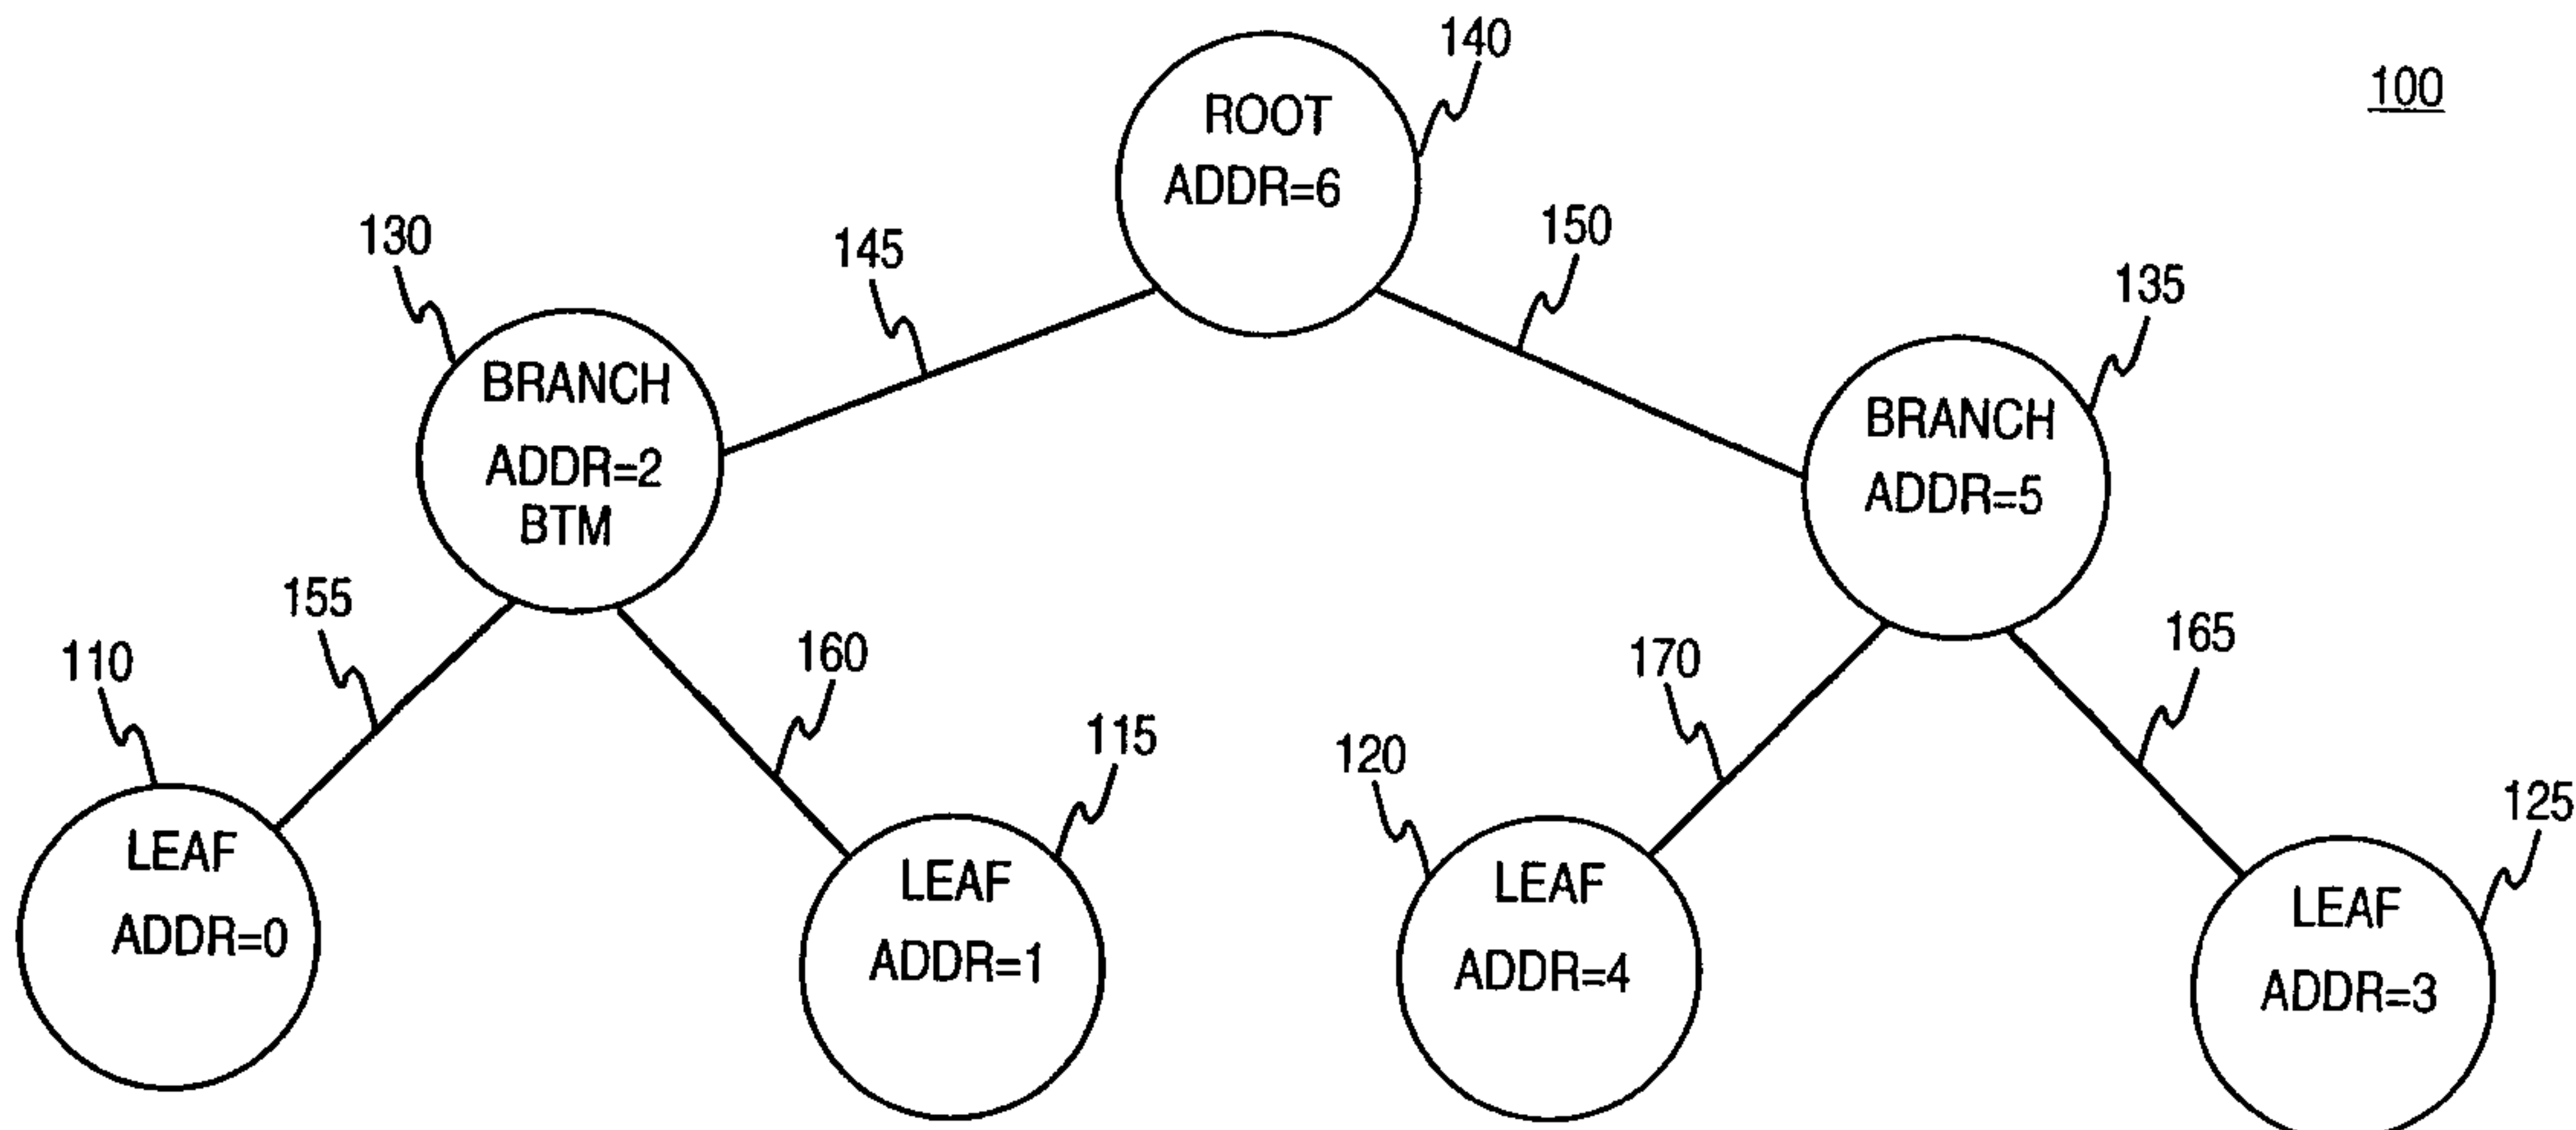 140
100
ROOT
ADDR=6
130
145
150
135
BRANCH
ADDR=2
BTM
BRANCH
ADDR=5
155
160
170
165
110
115
120
125
LEAF
ADDR=0
LEAF
ADDR=1
LEAF
ADDR=4
LEAF
ADDR=3